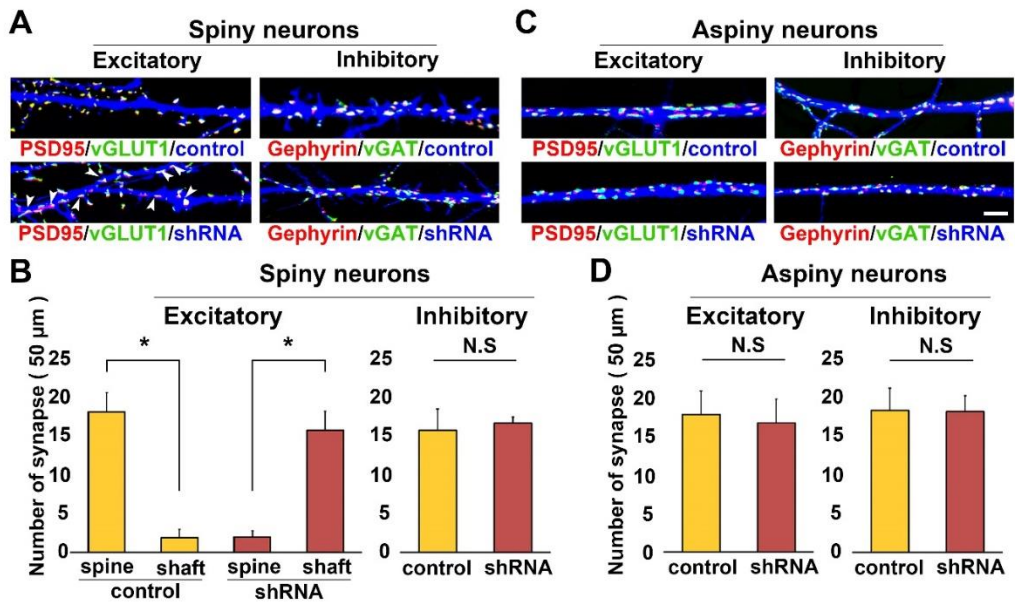 A
Spiny neurons
Excitatory Inhibitory
PSD95/vGLUT1/control Gephyrin/vGAT/control
PSD95/vGLUT1/shRNA Gephyrin/vGAT/shRNA
C
Aspiny neurons
Excitatory Inhibitory
PSD95/vGLUT1/control Gephyrin/vGAT/control
PSD95/vGLUT1/shRNA Gephyrin/vGAT/shRNA
B
Spiny neurons
Excitatory Inhibitory
Number of synapse ( 50 µm )
25
20
15
10
5
0
* *
spine shaft spine shaft
control shRNA
25
20
15
10
5
0
N.S
control shRNA
D
Aspiny neurons
Excitatory Inhibitory
Number of synapse ( 50 µm )
25
20
15
10
5
0
N.S
control shRNA
25
20
15
10
5
0
N.S
control shRNA